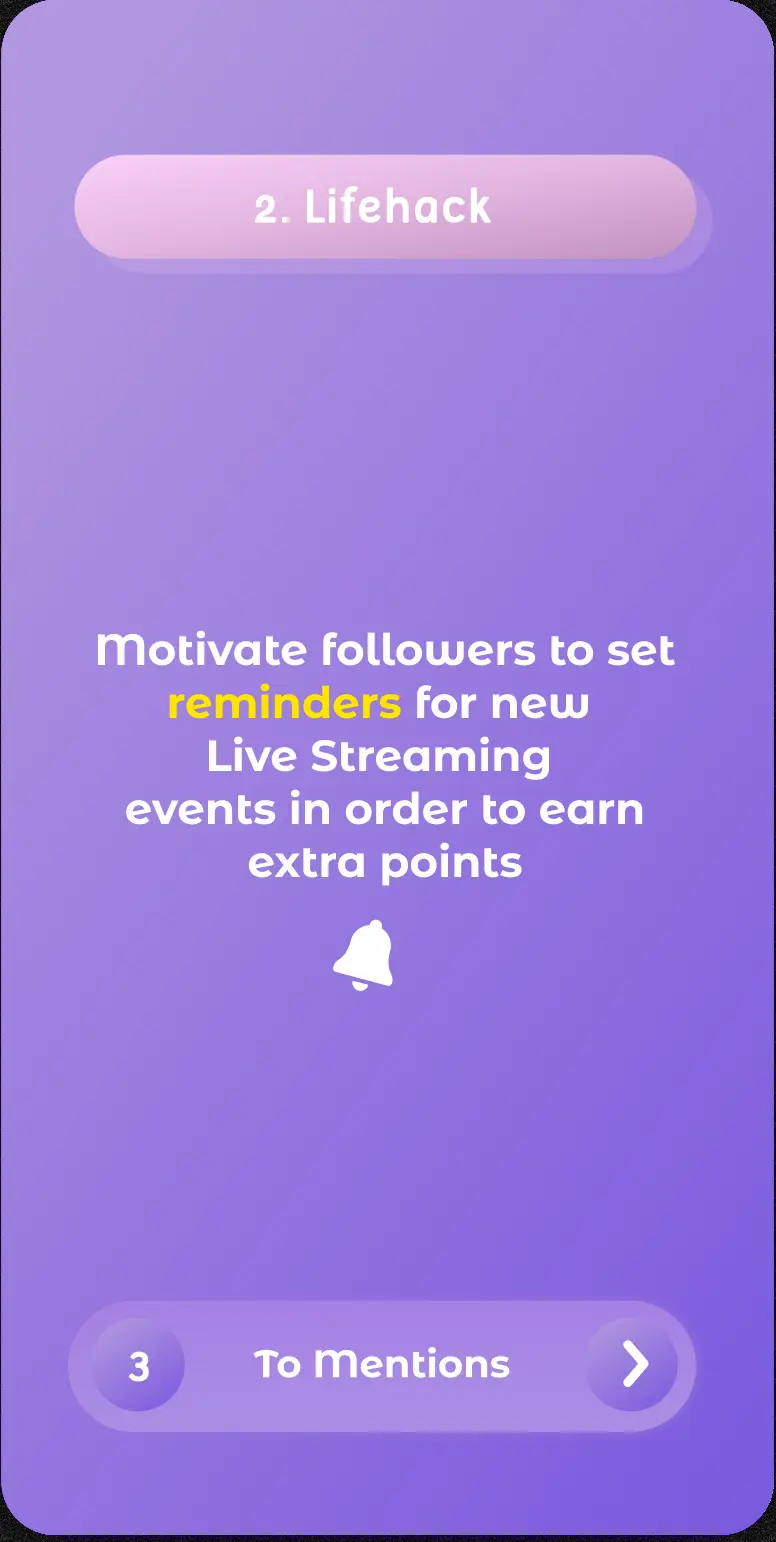 2. Lifehack
Motivate followers to set
reminders for new
Live Streaming
events in order to earn
extra points
3
To Mentions